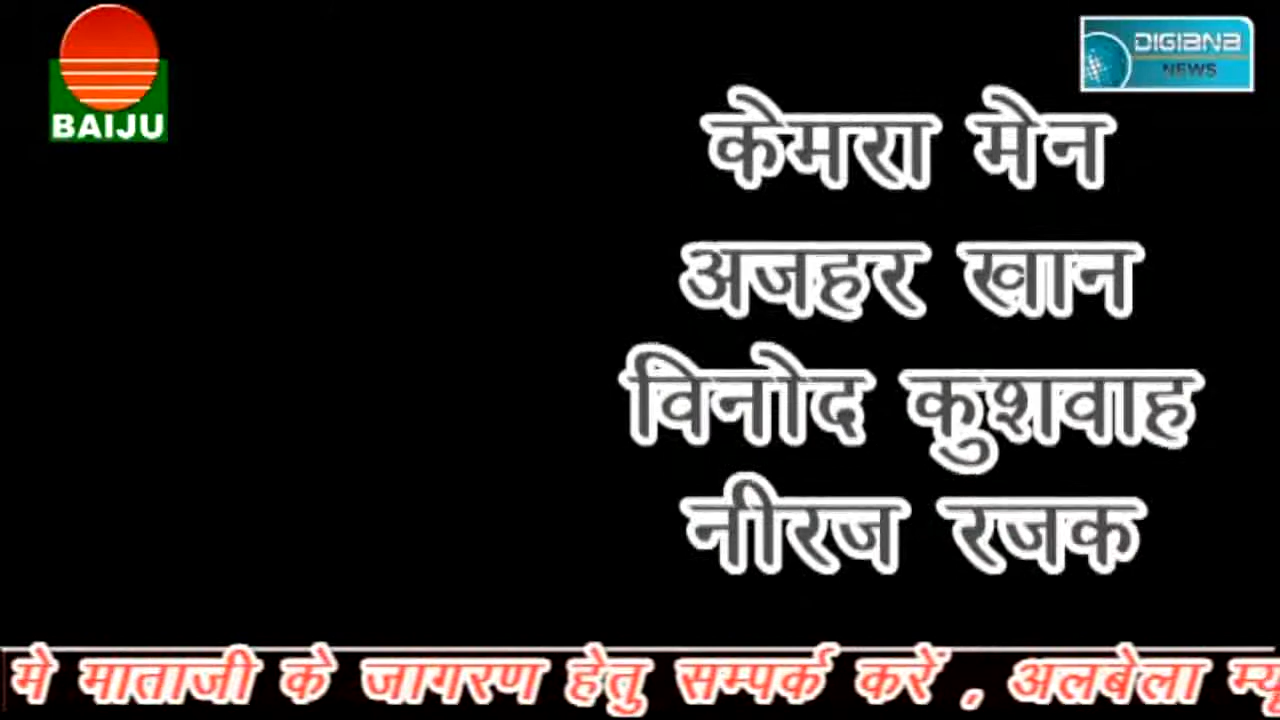 BAIJU
DIGIANA
NEWS
केमरा मेन
अजहर खान
विनोद कुशवाह
नीरज रजक
मे माताजी के जागरण हेतु सम्पर्क करें , अलबेला